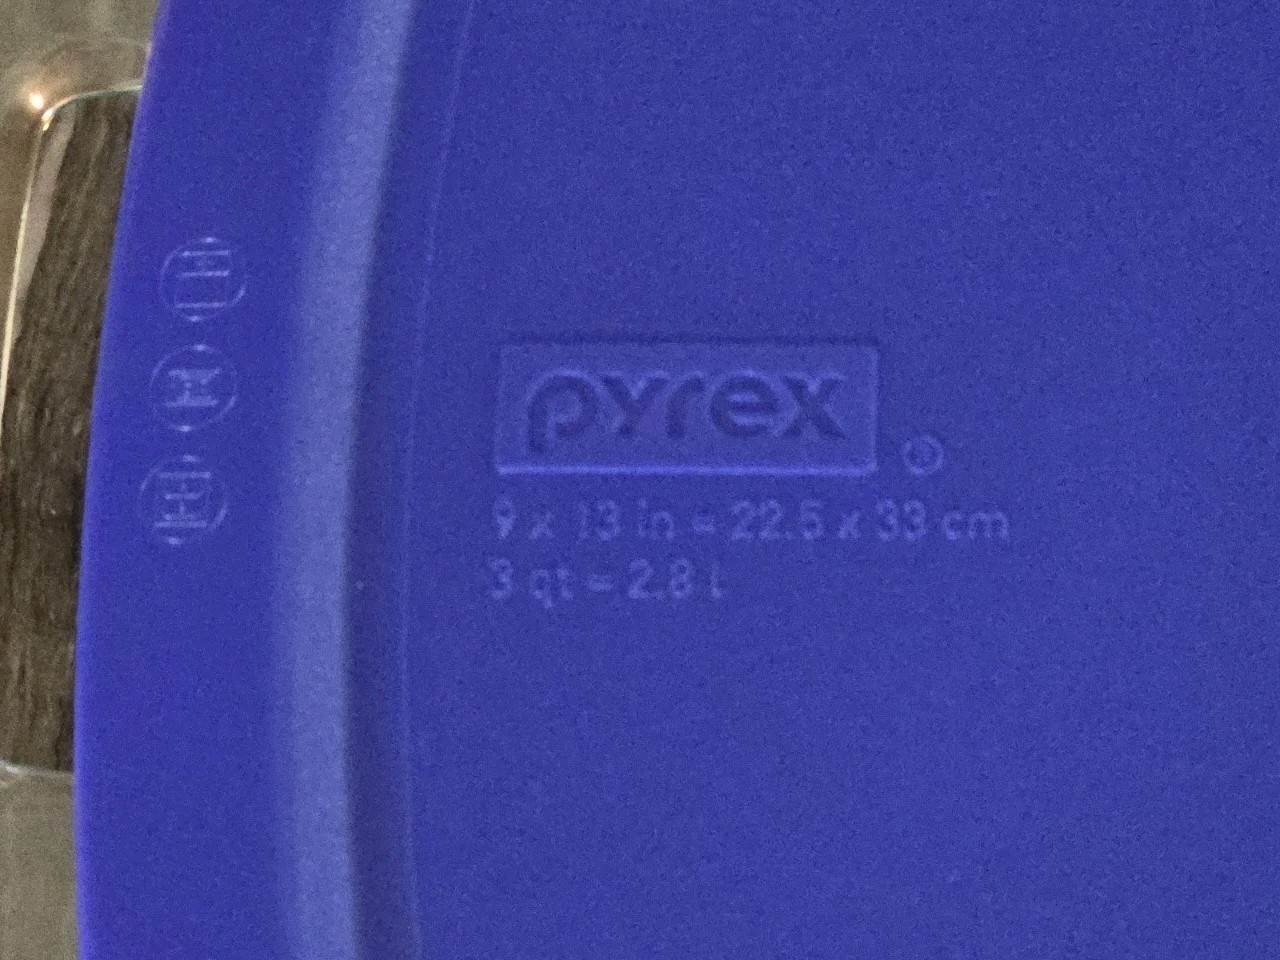 pyrex ®
9 x 13 in = 22.5 x 33 cm
3 qt = 2.8 l